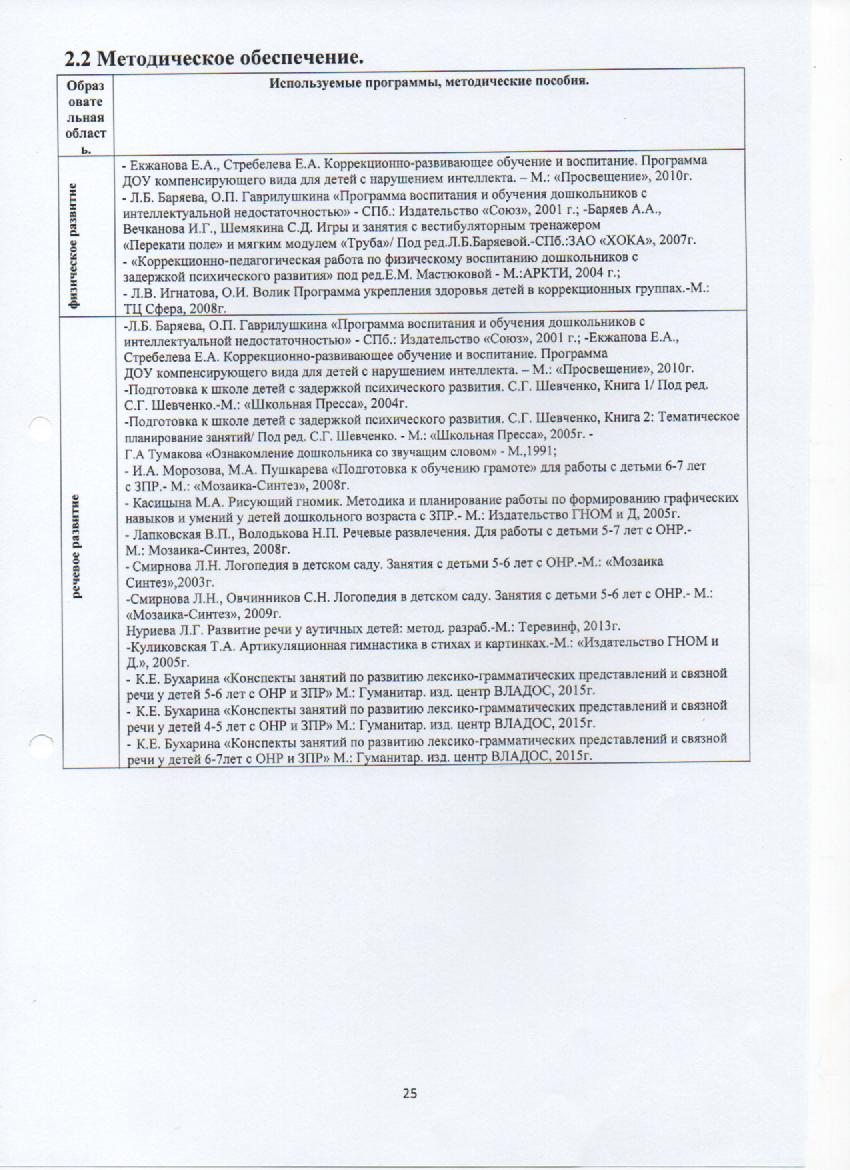 2.2 Методическое обеспечение.
Образ
овате
льная
област
ь.
Используемые программы, методические пособия.
физическое развитие
- Екжанова Е.А., Стребелева Е.А. Коррекционно-развивающее обучение и воспитание. Программа
ДОУ компенсирующего вида для детей с нарушением интеллекта. – М.: «Просвещение», 2010г.
- Л.Б. Баряева, О.П. Гаврилушкина «Программа воспитания и обучения дошкольников с
интеллектуальной недостаточностью» - СПб.: Издательство «Союз», 2001 г.; -Баряев А.А.,
Вечканова И.Г., Шемякина С.Д. Игры и занятия с вестибуляторным тренажером
«Перекати поле» и мягким модулем «Труба»/ Под ред.Л.Б.Баряевой.-СПб.:ЗАО «ХОКА», 2007г.
- «Коррекционно-педагогическая работа по физическому воспитанию дошкольников с
задержкой психического развития» под ред.Е.М. Мастюковой - М.:АРКТИ, 2004 г.;
- Л.В. Игнатова, О.И. Волик Программа укрепления здоровья детей в коррекционных группах.-М.:
ТЦ Сфера, 2008г.
речевое развитие
-Л.Б. Баряева, О.П. Гаврилушкина «Программа воспитания и обучения дошкольников с
интеллектуальной недостаточностью» - СПб.: Издательство «Союз», 2001 г.; -Екжанова Е.А.,
Стребелева Е.А. Коррекционно-развивающее обучение и воспитание. Программа
ДОУ компенсирующего вида для детей с нарушением интеллекта. – М.: «Просвещение», 2010г.
-Подготовка к школе детей с задержкой психического развития. С.Г. Шевченко, Книга 1/ Под ред.
С.Г. Шевченко.-М.: «Школьная Пресса», 2004г.
-Подготовка к школе детей с задержкой психического развития. С.Г. Шевченко, Книга 2: Тематическое
планирование занятий/ Под ред. С.Г. Шевченко. - М.: «Школьная Пресса», 2005г. -
Г.А Тумакова «Ознакомление дошкольника со звучащим словом» - М.,1991;
- И.А. Морозова, М.А. Пушкарева «Подготовка к обучению грамоте» для работы с детьми 6-7 лет
с ЗПР.- М.: «Мозаика-Синтез», 2008г.
- Касицына М.А. Рисующий гномик. Методика и планирование работы по формированию графических
навыков и умений у детей дошкольного возраста с ЗПР.- М.: Издательство ГНОМ и Д, 2005г.
- Лапковская В.П., Володькова Н.П. Речевые развлечения. Для работы с детьми 5-7 лет с ОНР.-
М.: Мозаика-Синтез, 2008г.
- Смирнова Л.Н. Логопедия в детском саду. Занятия с детьми 5-6 лет с ОНР.-М.: «Мозаика
Синтез»,2003г.
-Смирнова Л.Н., Овчинников С.Н. Логопедия в детском саду. Занятия с детьми 5-6 лет с ОНР.- М.:
«Мозаика-Синтез», 2009г.
Нуриева Л.Г. Развитие речи у аутичных детей: метод. разраб.-М.: Теревинф, 2013г.
-Куликовская Т.А. Артикуляционная гимнастика в стихах и картинках.-М.: «Издательство ГНОМ и
Д.», 2005г.
- К.Е. Бухарина «Конспекты занятий по развитию лексико-грамматических представлений и связной
речи у детей 5-6 лет с ОНР и ЗПР» М.: Гуманитар. изд. центр ВЛАДОС, 2015г.
- К.Е. Бухарина «Конспекты занятий по развитию лексико-грамматических представлений и связной
речи у детей 4-5 лет с ОНР и ЗПР» М.: Гуманитар. изд. центр ВЛАДОС, 2015г.
- К.Е. Бухарина «Конспекты занятий по развитию лексико-грамматических представлений и связной
речи у детей 6-7лет с ОНР и ЗПР» М.: Гуманитар. изд. центр ВЛАДОС, 2015г.
25